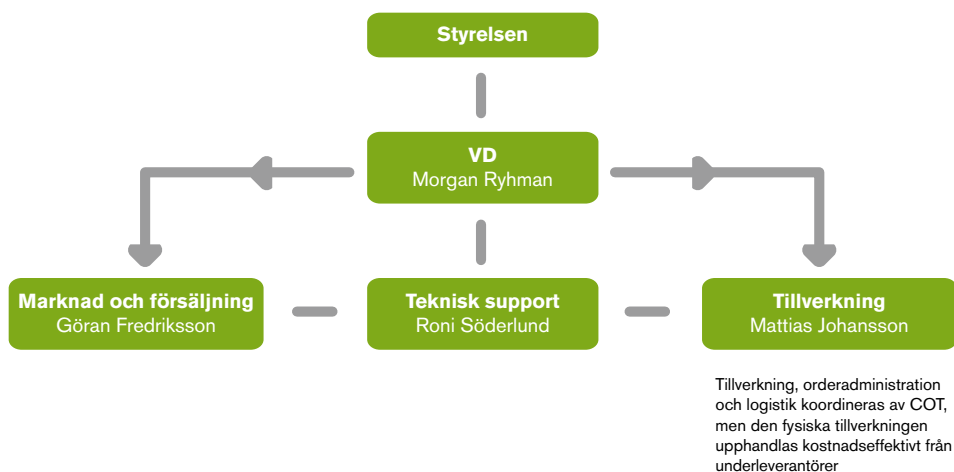 Styrelsen
VD
Morgan Ryhman
Marknad och försäljning
Göran Fredriksson
Teknisk support
Roni Söderlund
Tillverkning
Mattias Johansson
Tillverkning, orderadministration
och logistik koordineras av COT,
men den fysiska tillverkningen
upphandlas kostnadseffektivt från
underleverantörer